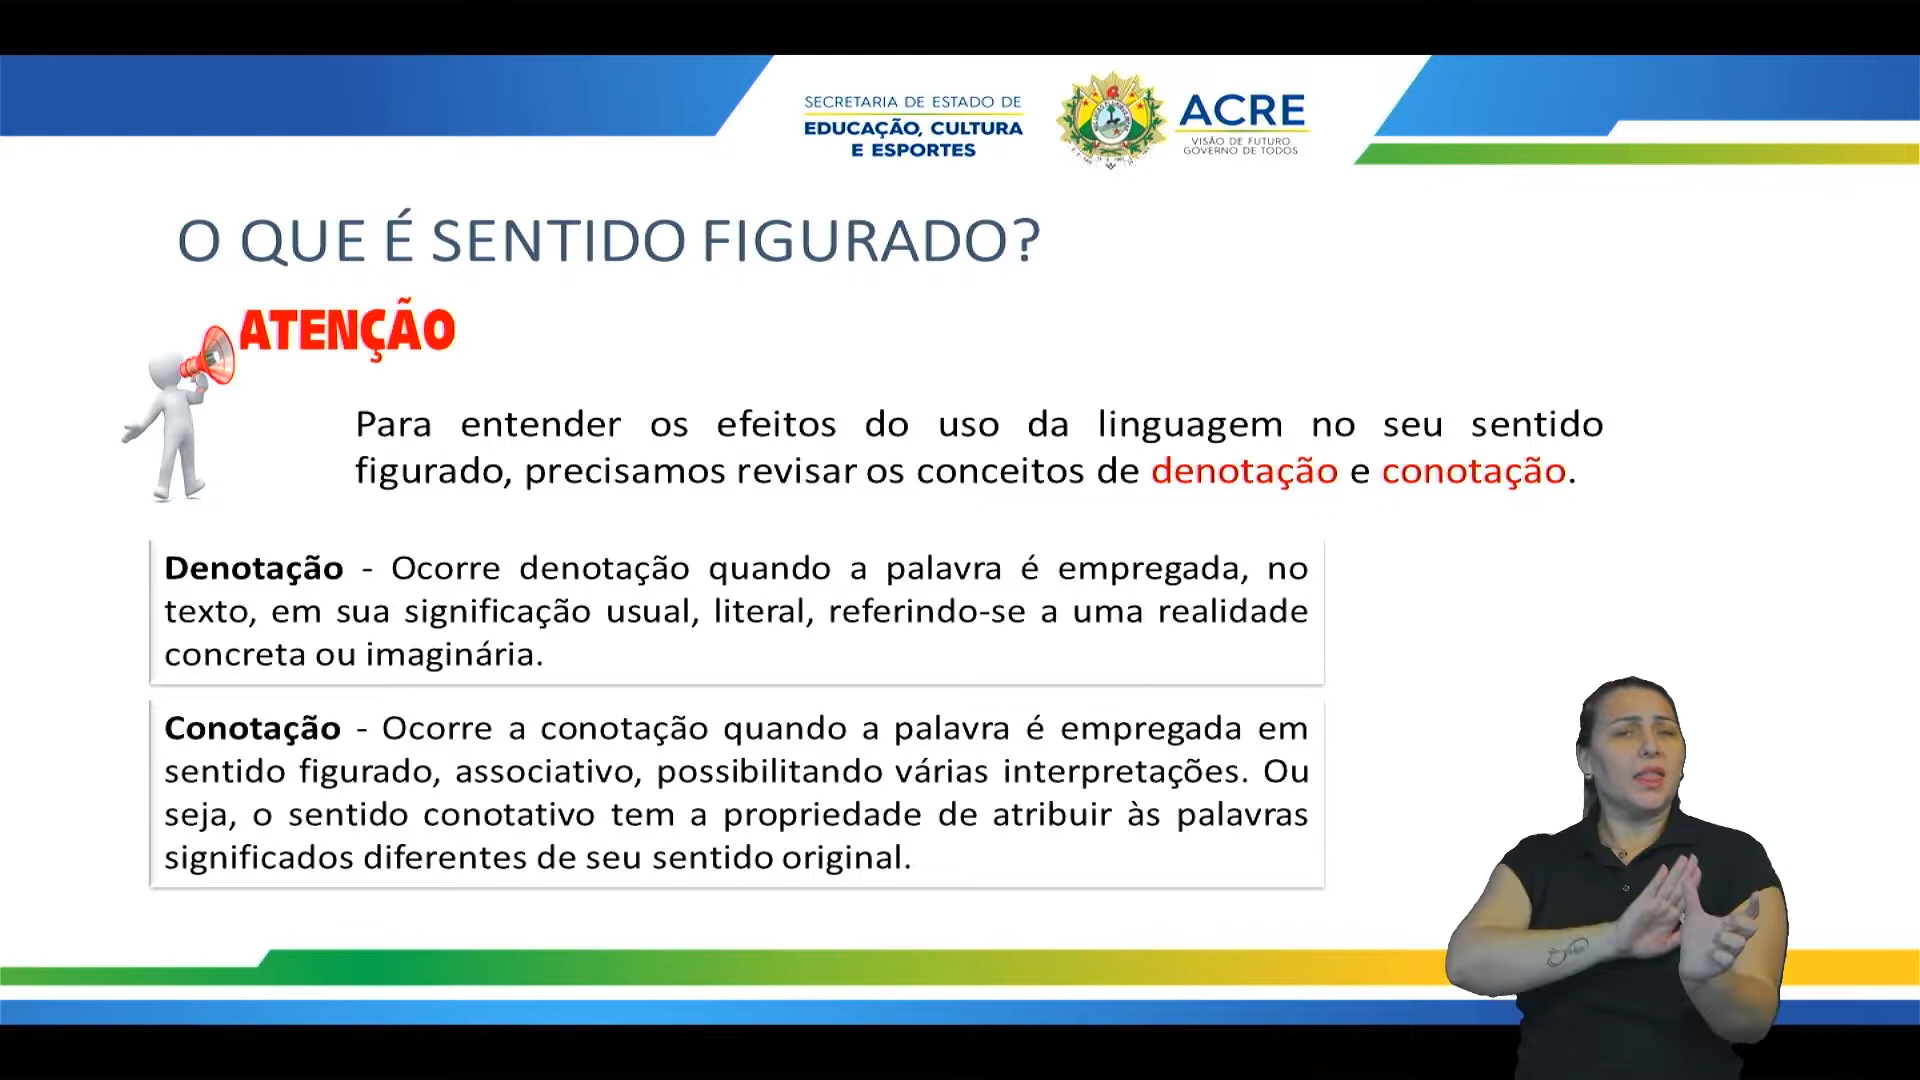 SECRETARIA DE ESTADO DE
EDUCAÇÃO, CULTURA
E ESPORTES
ACRE
VISÃO DE FUTURO
GOVERNO DE TODOS
O QUE É SENTIDO FIGURADO?
ATENÇÃO
Para entender os efeitos do uso da linguagem no seu sentido
figurado, precisamos revisar os conceitos de denotação e conotação.
Denotação - Ocorre denotação quando a palavra é empregada, no
texto, em sua significação usual, literal, referindo-se a uma realidade
concreta ou imaginária.
Conotação - Ocorre a conotação quando a palavra é empregada em
sentido figurado, associativo, possibilitando várias interpretações. Ou
seja, o sentido conotativo tem a propriedade de atribuir às palavras
significados diferentes de seu sentido original.